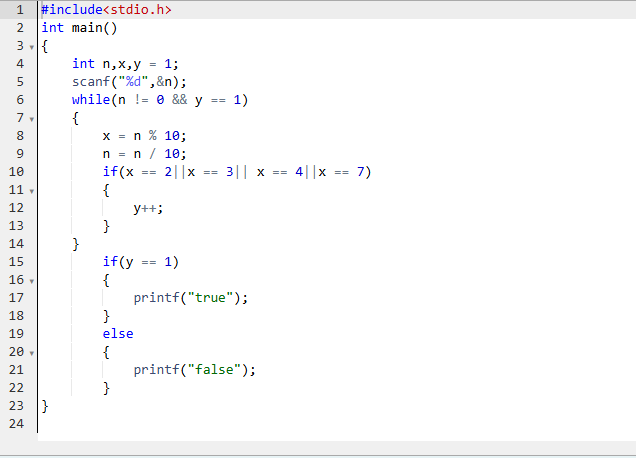 1 #include<stdio.h>
2 int main()
3 {
4     int n,x,y = 1;
5     scanf("%d",&n);
6     while(n != 0 && y == 1)
7     {
8         x = n % 10;
9         n = n / 10;
10         if(x == 2||x == 3|| x == 4||x == 7)
11         {
12             y++;
13         }
14     }
15         if(y == 1)
16         {
17             printf("true");
18         }
19         else
20         {
21             printf("false");
22         }
23 }
24